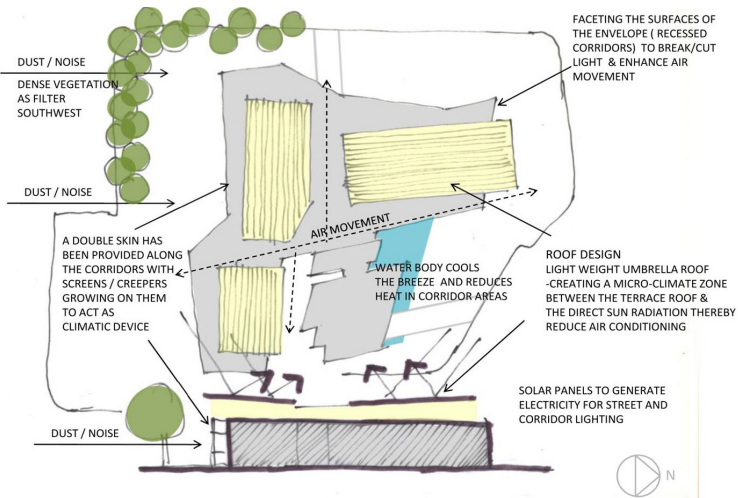 FACETING THE SURFACES OF
THE ENVELOPE ( RECESSED
CORRIDORS)  TO BREAK/CUT
LIGHT  & ENHANCE AIR
MOVEMENT
DUST / NOISE
DENSE VEGETATION
AS FILTER
SOUTHWEST
DUST / NOISE
AIR MOVEMENT
A DOUBLE SKIN HAS
BEEN PROVIDED ALONG
THE CORRIDORS WITH
SCREENS / CREEPERS
GROWING ON THEM
TO ACT AS
CLIMATIC DEVICE
WATER BODY COOLS
THE BREEZE  AND REDUCES
HEAT IN CORRIDOR AREAS
ROOF DESIGN
LIGHT WEIGHT UMBRELLA ROOF
-CREATING A MICRO-CLIMATE ZONE
BETWEEN THE TERRACE ROOF &
THE DIRECT SUN RADIATION THEREBY
REDUCE AIR CONDITIONING
SOLAR PANELS TO GENERATE
ELECTRICITY FOR STREET AND
CORRIDOR LIGHTING
DUST / NOISE
N